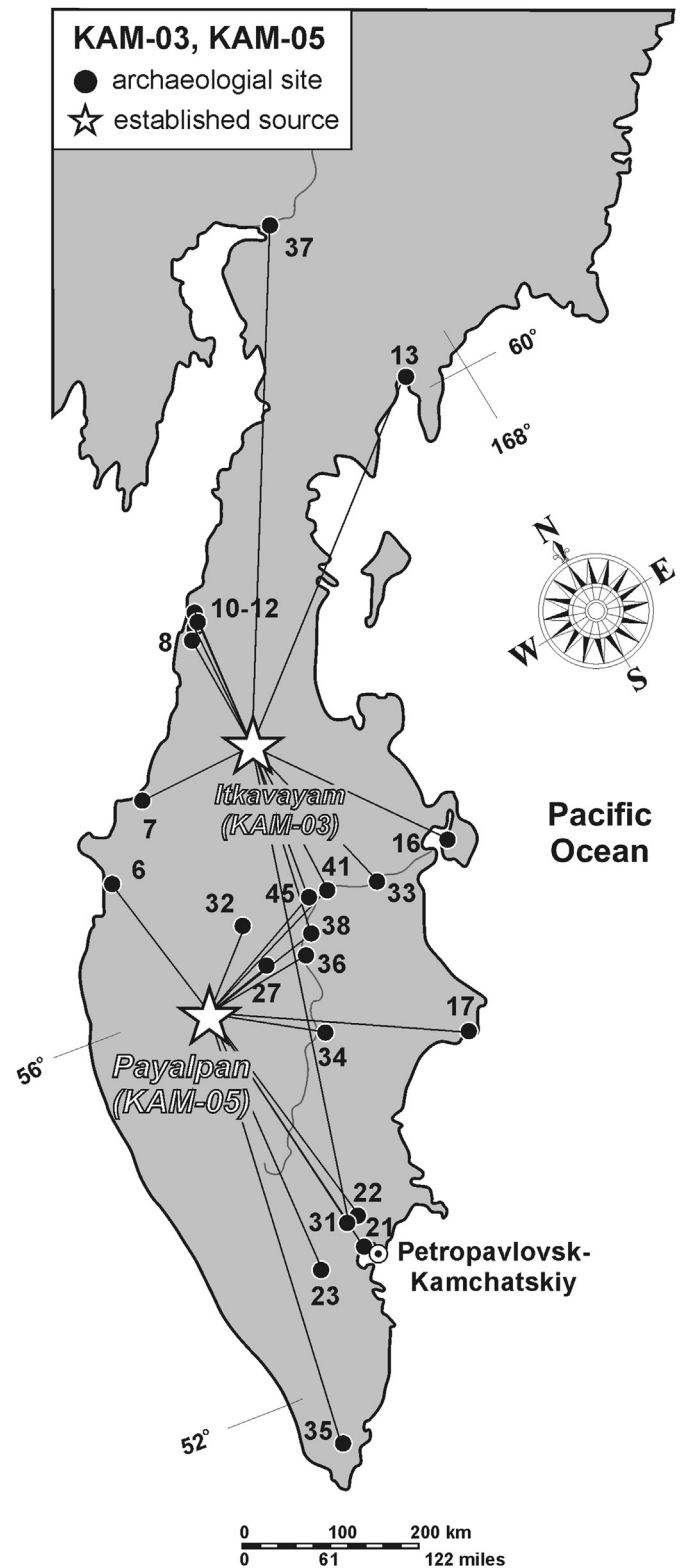 KAM-03, KAM-05
archaeologial site
established source
37
13
60°
168°
N
E
W
S
10-12
8
Itkavayam
(KAM-03)
7
Pacific
Ocean
16
6
41
33
45
32
38
36
27
17
34
56°
Payalpan
(KAM-05)
22
31
21
Petropavlovsk-
Kamchatskiy
23
35
52°
0 100 200 km
0 61 122 miles